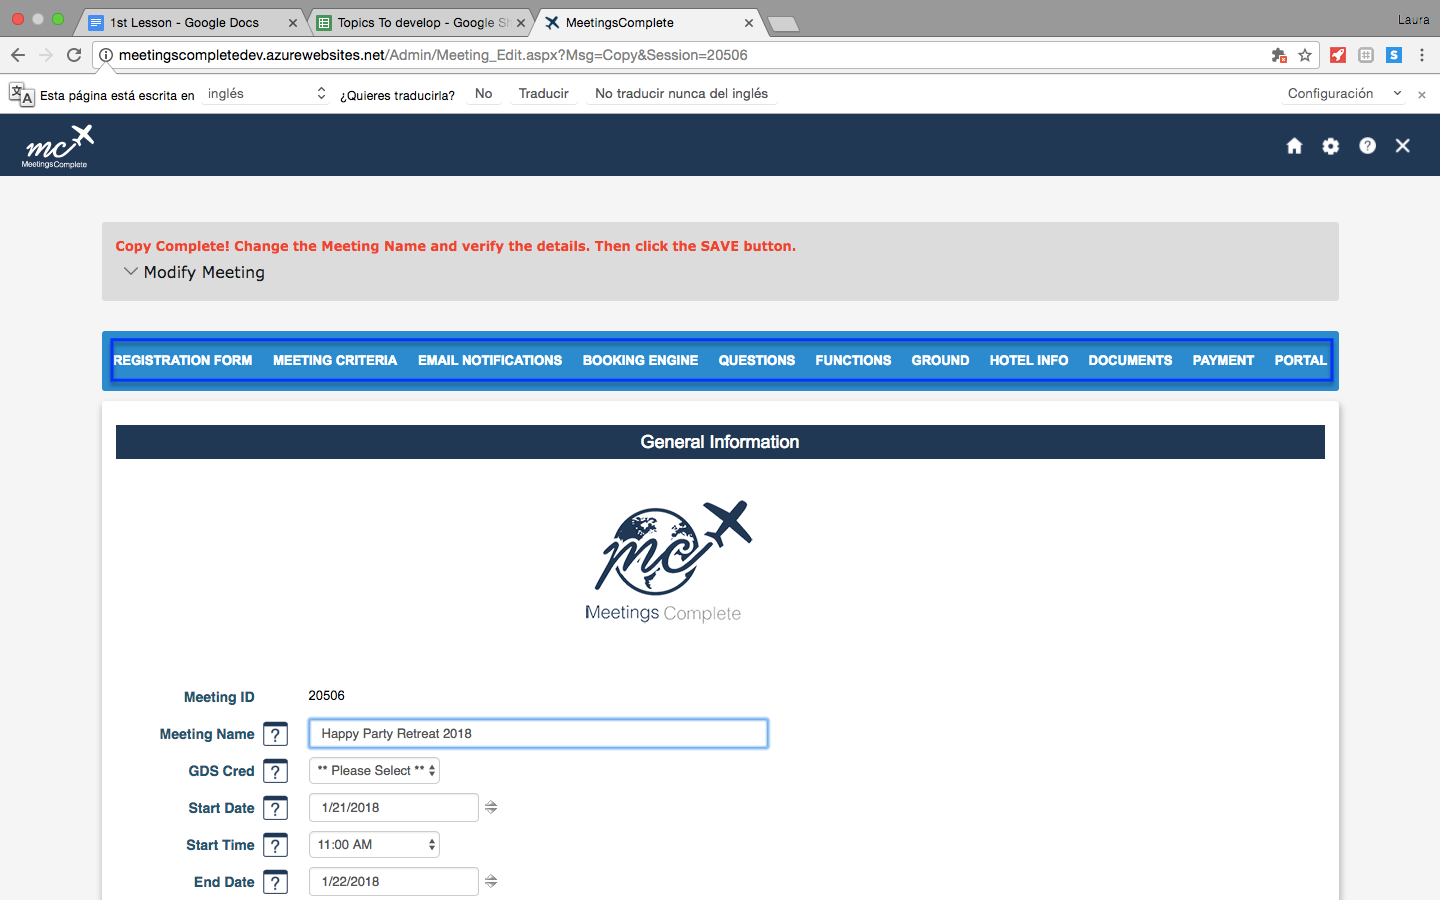 1st Lesson - Google Docs
Topics To develop - Google Sh
MeetingsComplete
Laura
meetingscompletedev.azurewebsites.net/Admin/Meeting_Edit.aspx?Msg=Copy&Session=20506
Esta página está escrita en inglés ¿Quieres traducirla? No Traducir No traducir nunca del inglés Configuración
mc
MeetingsComplete
Copy Complete! Change the Meeting Name and verify the details. Then click the SAVE button.
Modify Meeting
REGISTRATION FORM MEETING CRITERIA EMAIL NOTIFICATIONS BOOKING ENGINE QUESTIONS FUNCTIONS GROUND HOTEL INFO DOCUMENTS PAYMENT PORTAL
General Information
mc
Meetings Complete
Meeting ID 20506
Meeting Name ? Happy Party Retreat 2018
GDS Cred ? ** Please Select **
Start Date ? 1/21/2018
Start Time ? 11:00 AM
End Date ? 1/22/2018